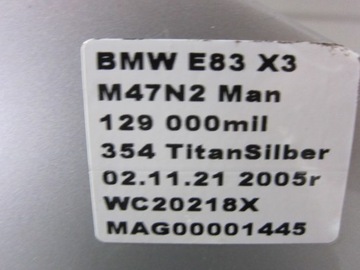 BMW E83 X3
M47N2 Man
129 000mil
354 TitanSilber
02.11.21 2005r
WC20218X
MAG00001445